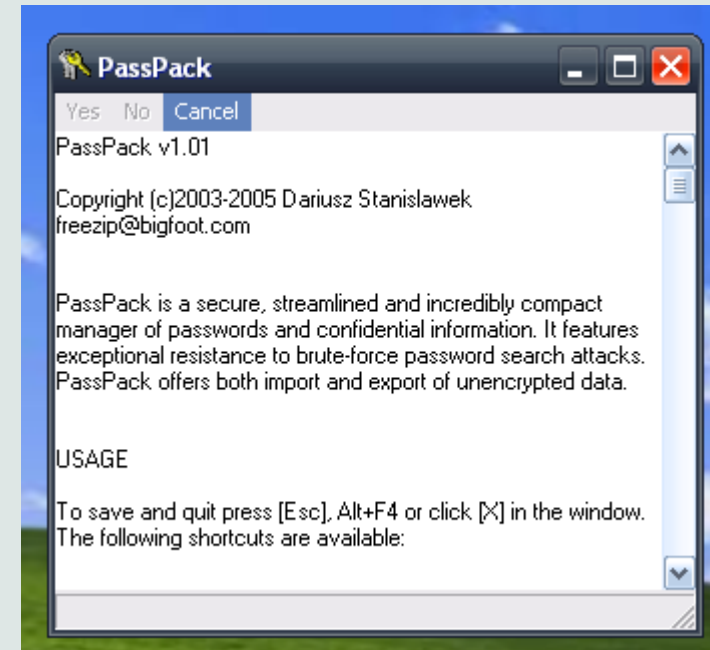 PassPack
Yes No Cancel
PassPack v1.01
Copyright (c)2003-2005 Dariusz Stanislawek
freezip@bigfoot.com
PassPack is a secure, streamlined and incredibly compact
manager of passwords and confidential information. It features
exceptional resistance to brute-force password search attacks.
PassPack offers both import and export of unencrypted data.
USAGE
To save and quit press [Esc], Alt+F4 or click [X] in the window.
The following shortcuts are available: